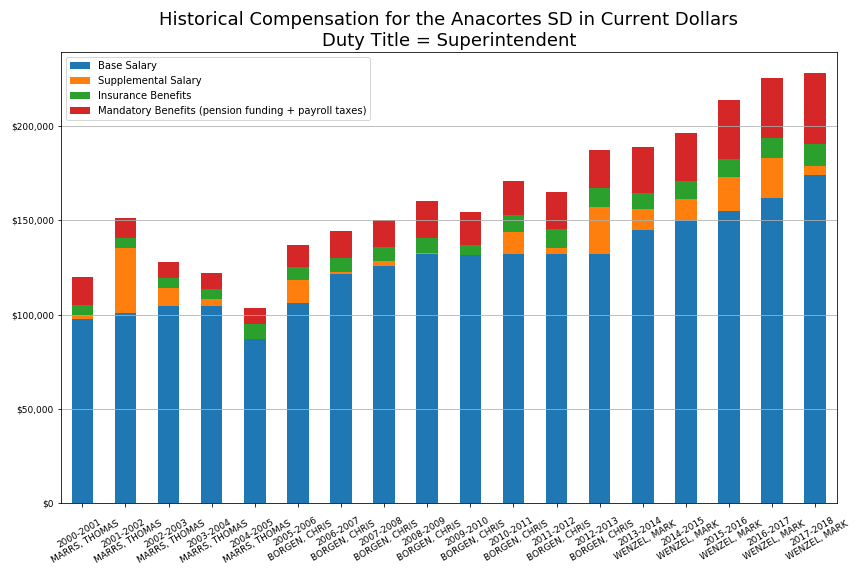 Historical Compensation for the Anacortes SD in Current Dollars
Duty Title = Superintendent
Base Salary
Supplemental Salary
Insurance Benefits
Mandatory Benefits (pension funding + payroll taxes)
$200,000
$150,000
$100,000
$50,000
$0
2000-2001
MARRS, THOMAS
2001-2002
MARRS, THOMAS
2002-2003
MARRS, THOMAS
2003-2004
MARRS, THOMAS
2004-2005
MARRS, THOMAS
2005-2006
BORGEN, CHRIS
2006-2007
BORGEN, CHRIS
2007-2008
BORGEN, CHRIS
2008-2009
BORGEN, CHRIS
2009-2010
BORGEN, CHRIS
2010-2011
BORGEN, CHRIS
2011-2012
BORGEN, CHRIS
2012-2013
BORGEN, CHRIS
2013-2014
WENZEL, MARK
2014-2015
WENZEL, MARK
2015-2016
WENZEL, MARK
2016-2017
WENZEL, MARK
2017-2018
WENZEL, MARK